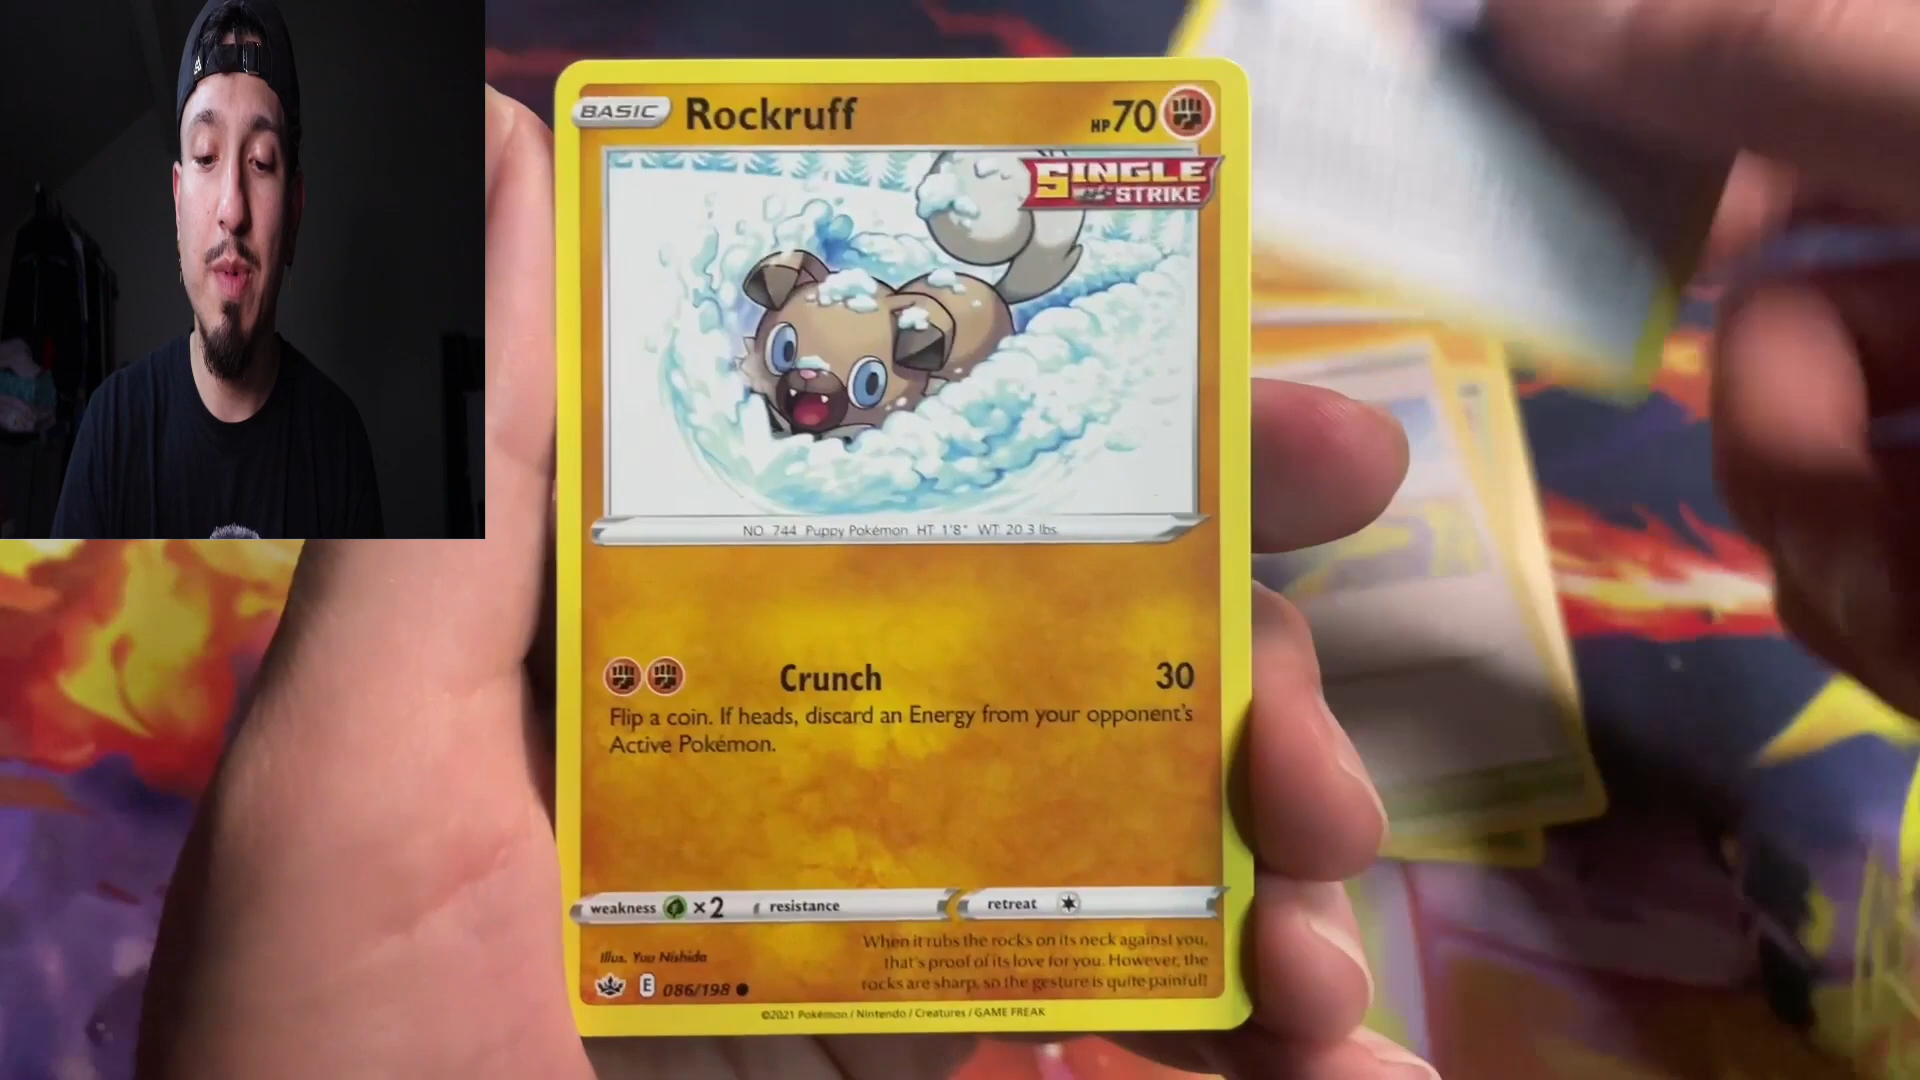 BASIC Rockruff HP 70
SINGLE
STRIKE
NO. 744 Puppy Pokémon HT 1'8" WT 20.3 lbs.
Crunch 30
Flip a coin. If heads, discard an Energy from your opponent's
Active Pokémon.
weakness ×2 resistance retreat
Illus. Yuu Nishida
When it rubs the rocks on its neck against you,
that's proof of its love for you. However, the
rocks are sharp, so the gesture is quite painful!
E 086/198
©2021 Pokémon / Nintendo / Creatures / GAME FREAK